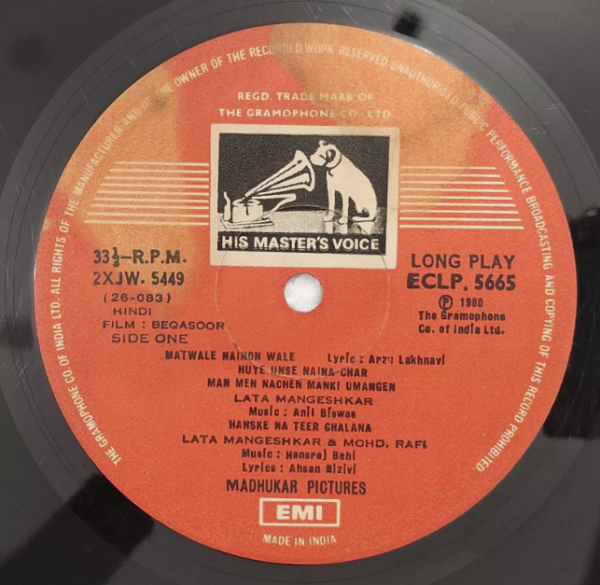 THE GRAMOPHONE CO. OF INDIA LTD. ALL RIGHTS OF THE MANUFACTURER AND OF THE OWNER OF THE RECORDED WORK RESERVED UNAUTHORISED PUBLIC PERFORMANCE BROADCASTING AND COPYING OF THIS RECORD PROHIBITED.
REGD. TRADE MARK OF
THE GRAMOPHONE CO. LTD.
HIS MASTER'S VOICE
33⅓-R.P.M.
2XJW. 5449
(26-083)
HINDI
FILM : BEQASOOR
SIDE ONE
LONG PLAY
ECLP. 5665
Ⓟ 1980
The Gramophone
Co. of India Ltd.
MATWALE NAINON WALE Lyric : Arzu Lakhnavi
HUYE UNSE NAINA CHAR
MAN MEN NACHEN MANKI UMANGEN
LATA MANGESHKAR
Music : Anil Biswas
HANSKE NA TEER CHALANA
LATA MANGESHKAR & MOHD. RAFI
Music : Hansraj Behl
Lyrics : Ahsan Rizivi
MADHUKAR PICTURES
EMI
MADE IN INDIA